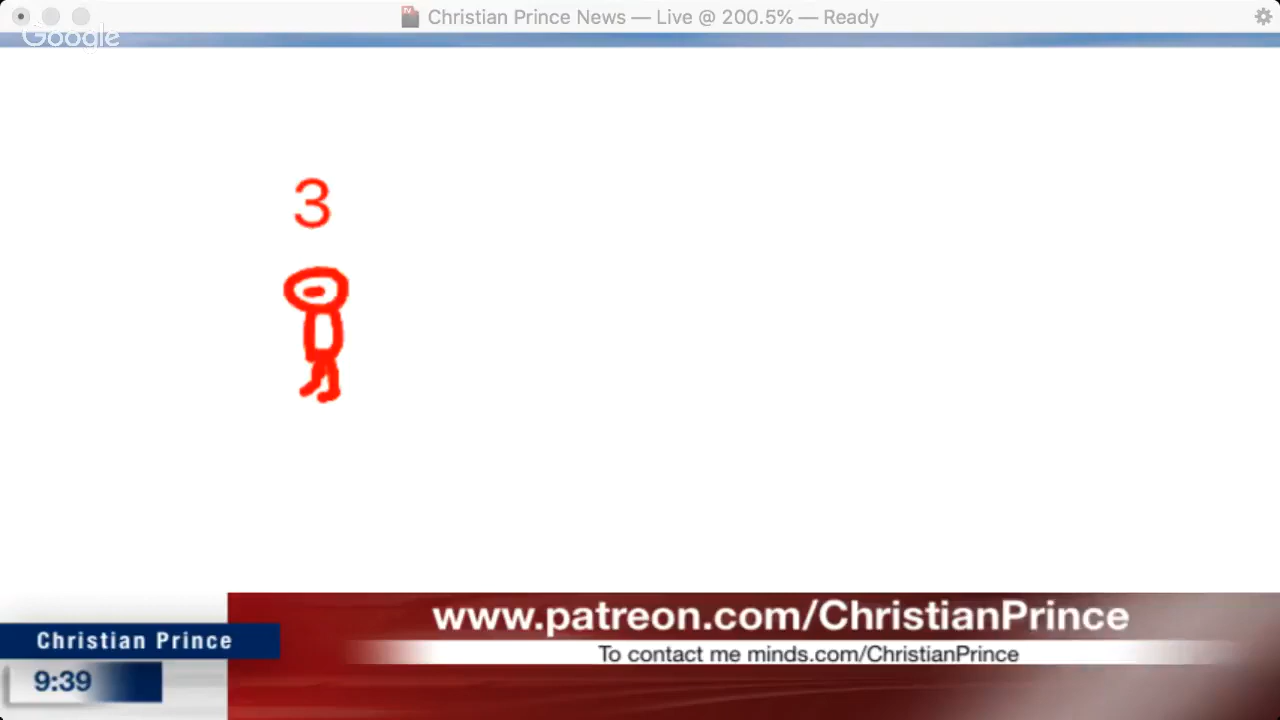 Christian Prince News — Live @ 200.5% — Ready
Google
3
www.patreon.com/ChristianPrince
To contact me minds.com/ChristianPrince
Christian Prince
9:39